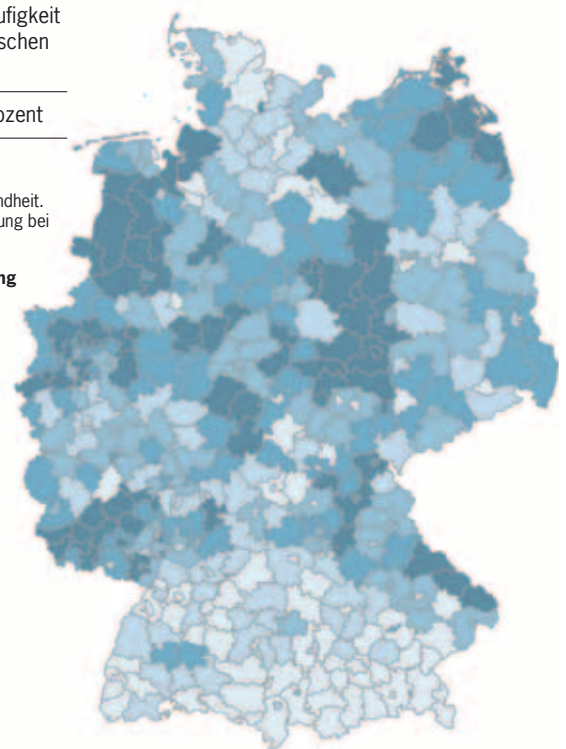 ufigkeit
schen
ozent
ndheit.
ung bei
ng